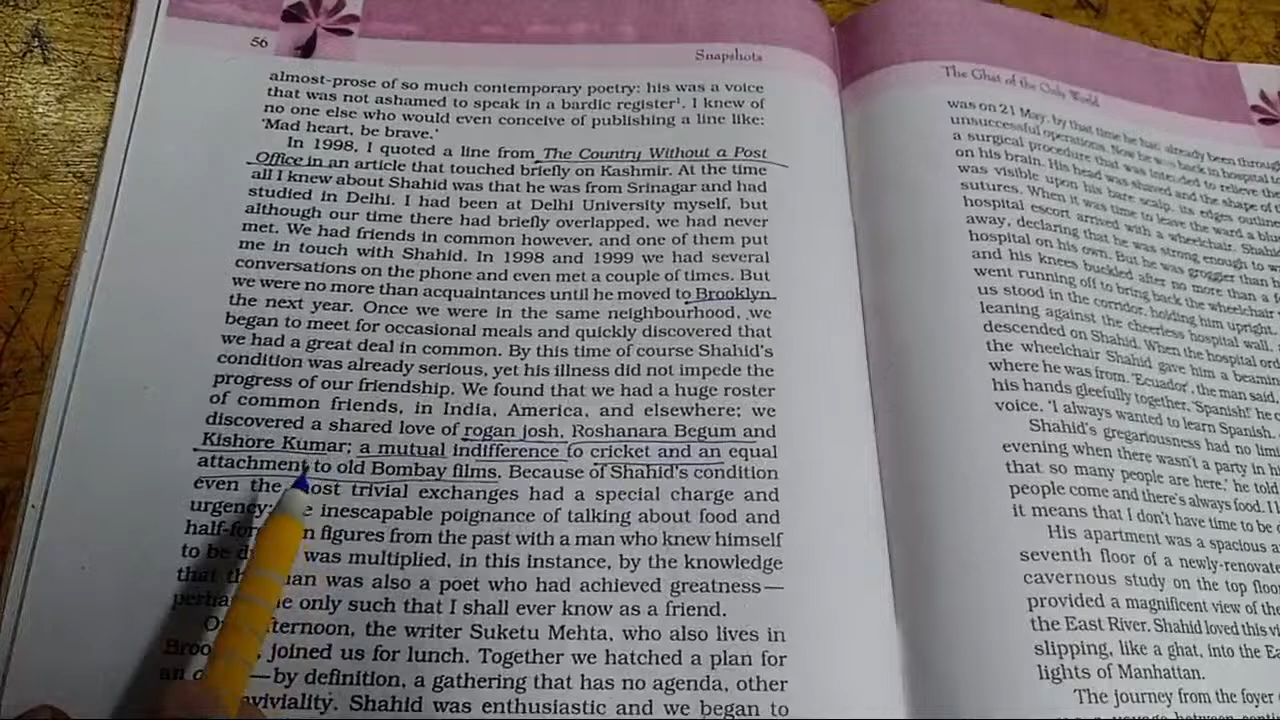 56
Snapshots
almost-prose of so much contemporary poetry: his was a voice
that was not ashamed to speak in a bardic register¹. I knew of
no one else who would even conceive of publishing a line like:
'Mad heart, be brave.'
In 1998, I quoted a line from The Country Without a Post
Office in an article that touched briefly on Kashmir. At the time
all I knew about Shahid was that he was from Srinagar and had
studied in Delhi. I had been at Delhi University myself, but
although our time there had briefly overlapped, we had never
met. We had friends in common however, and one of them put
me in touch with Shahid. In 1998 and 1999 we had several
conversations on the phone and even met a couple of times. But
we were no more than acquaintances until he moved to Brooklyn
the next year. Once we were in the same neighbourhood, we
began to meet for occasional meals and quickly discovered that
we had a great deal in common. By this time of course Shahid's
condition was already serious, yet his illness did not impede the
progress of our friendship. We found that we had a huge roster
of common friends, in India, America, and elsewhere; we
discovered a shared love of rogan josh, Roshanara Begum and
Kishore Kumar; a mutual indifference to cricket and an equal
attachment to old Bombay films. Because of Shahid's condition
even the most trivial exchanges had a special charge and
urgency: inescapable poignance of talking about food and
figures from the past with a man who knew himself
to be was multiplied, in this instance, by the knowledge
that was also a poet who had achieved greatness—
only such that I shall ever know as a friend.
the writer Suketu Mehta, who also lives in
joined us for lunch. Together we hatched a plan for
—by definition, a gathering that has no agenda, other
Shahid was enthusiastic and we began to
The Ghat of the Only World
was on 21 May, by that time he had already been through
unsuccessful operations. Now he was back in hospital to
a surgical procedure that was intended to relieve the
on his brain. His head was shaved and the shape of
was visible upon his bare scalp, its edges outlined
sutures. When it was time to leave the ward a blue
hospital escort arrived with a wheelchair. Shahid
away, declaring that he was strong enough to
hospital on his own. But he was groggier than
and his knees buckled after no more than a
went running off to bring back the wheelchair
us stood in the corridor, holding him upright,
leaning against the cheerless hospital wall,
descended on Shahid. When the hospital
the wheelchair Shahid gave him a beaming
where he was from. 'Ecuador', the man said,
his hands gleefully together, 'Spanish!' he
voice. 'I always wanted to learn Spanish.
Shahid's gregariousness had no limit
evening when there wasn't a party in
that so many people are here,' he told
people come and there's always food. I
it means that I don't have time to be
His apartment was a spacious
seventh floor of a newly-renovated
cavernous study on the top floor
provided a magnificent view of the
the East River. Shahid loved this
slipping, like a ghat, into the
lights of Manhattan.
The journey from the foyer